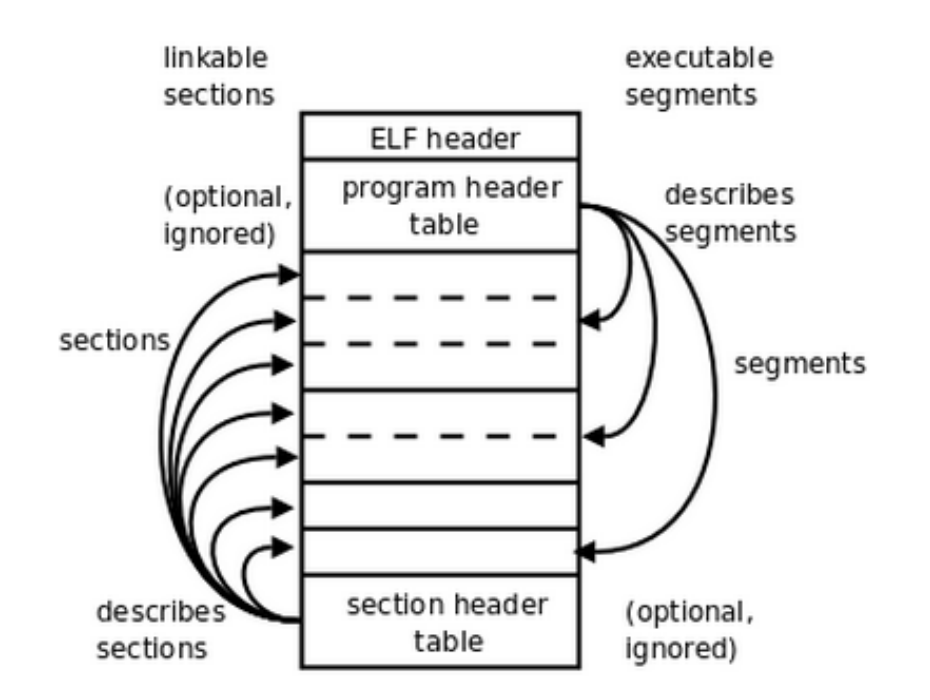 linkable
sections
executable
segments
ELF header
(optional,
ignored)
program header
table
describes
segments
sections
segments
describes
sections
section header
table
(optional,
ignored)